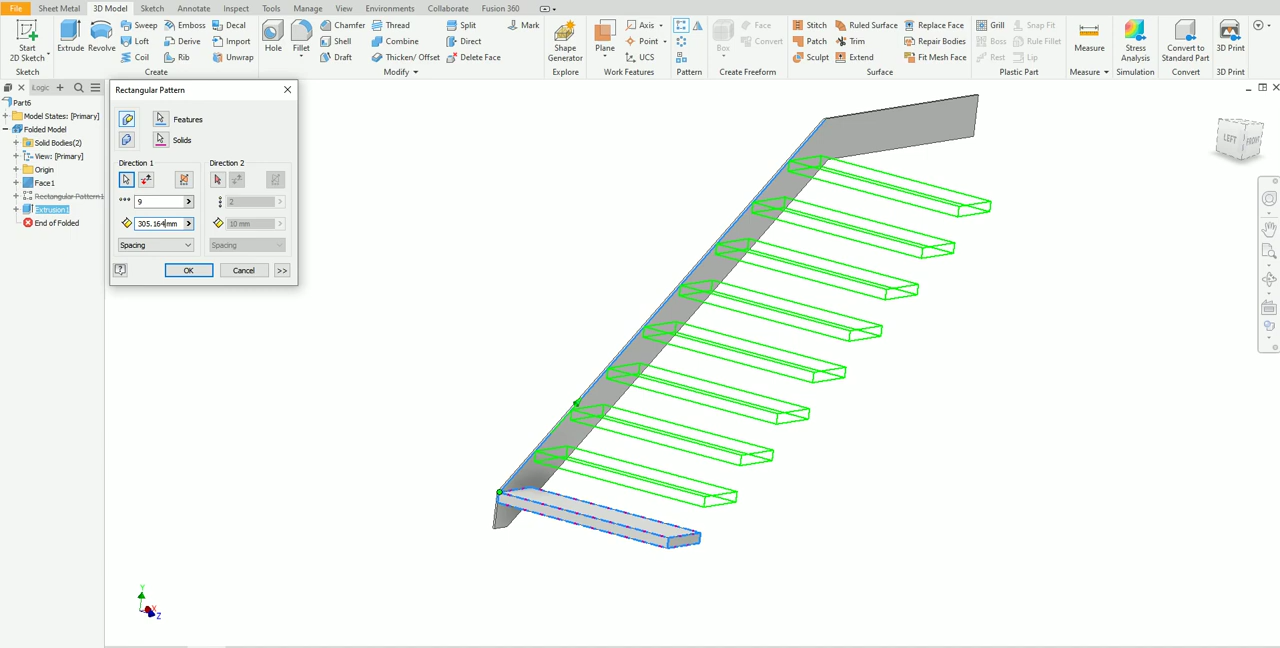 File Sheet Metal 3D Model Sketch Annotate Inspect Tools Manage View Environments Collaborate Fusion 360
Start
2D Sketch
Extrude Revolve
Sweep Emboss Decal
Loft Derive Import
Coil Rib Unwrap
Hole Fillet
Chamfer Thread Split Mark
Shell Combine Direct
Draft Thicken/ Offset Delete Face
Shape
Generator
Plane
Axis
Point
UCS
Box
Face
Convert
Stitch Ruled Surface Replace Face
Patch Trim Repair Bodies
Sculpt Extend Fit Mesh Face
Grill Snap Fit
Boss Rule Fillet
Rest Lip
Measure
Stress
Analysis
Convert to
Standard Part
3D Print
Sketch Create Modify Explore Work Features Pattern Create Freeform Surface Plastic Part Measure Simulation Convert 3D Print
Logic
Part6
Model States: [Primary]
Folded Model
Solid Bodies(2)
View: [Primary]
Origin
Face1
Rectangular Pattern1
Extrusion1
End of Folded
Rectangular Pattern
Features
Solids
Direction 1 Direction 2
9 2
305.164mm 10 mm
Spacing Spacing
OK Cancel >>
LEFT FRONT
Y
X
Z